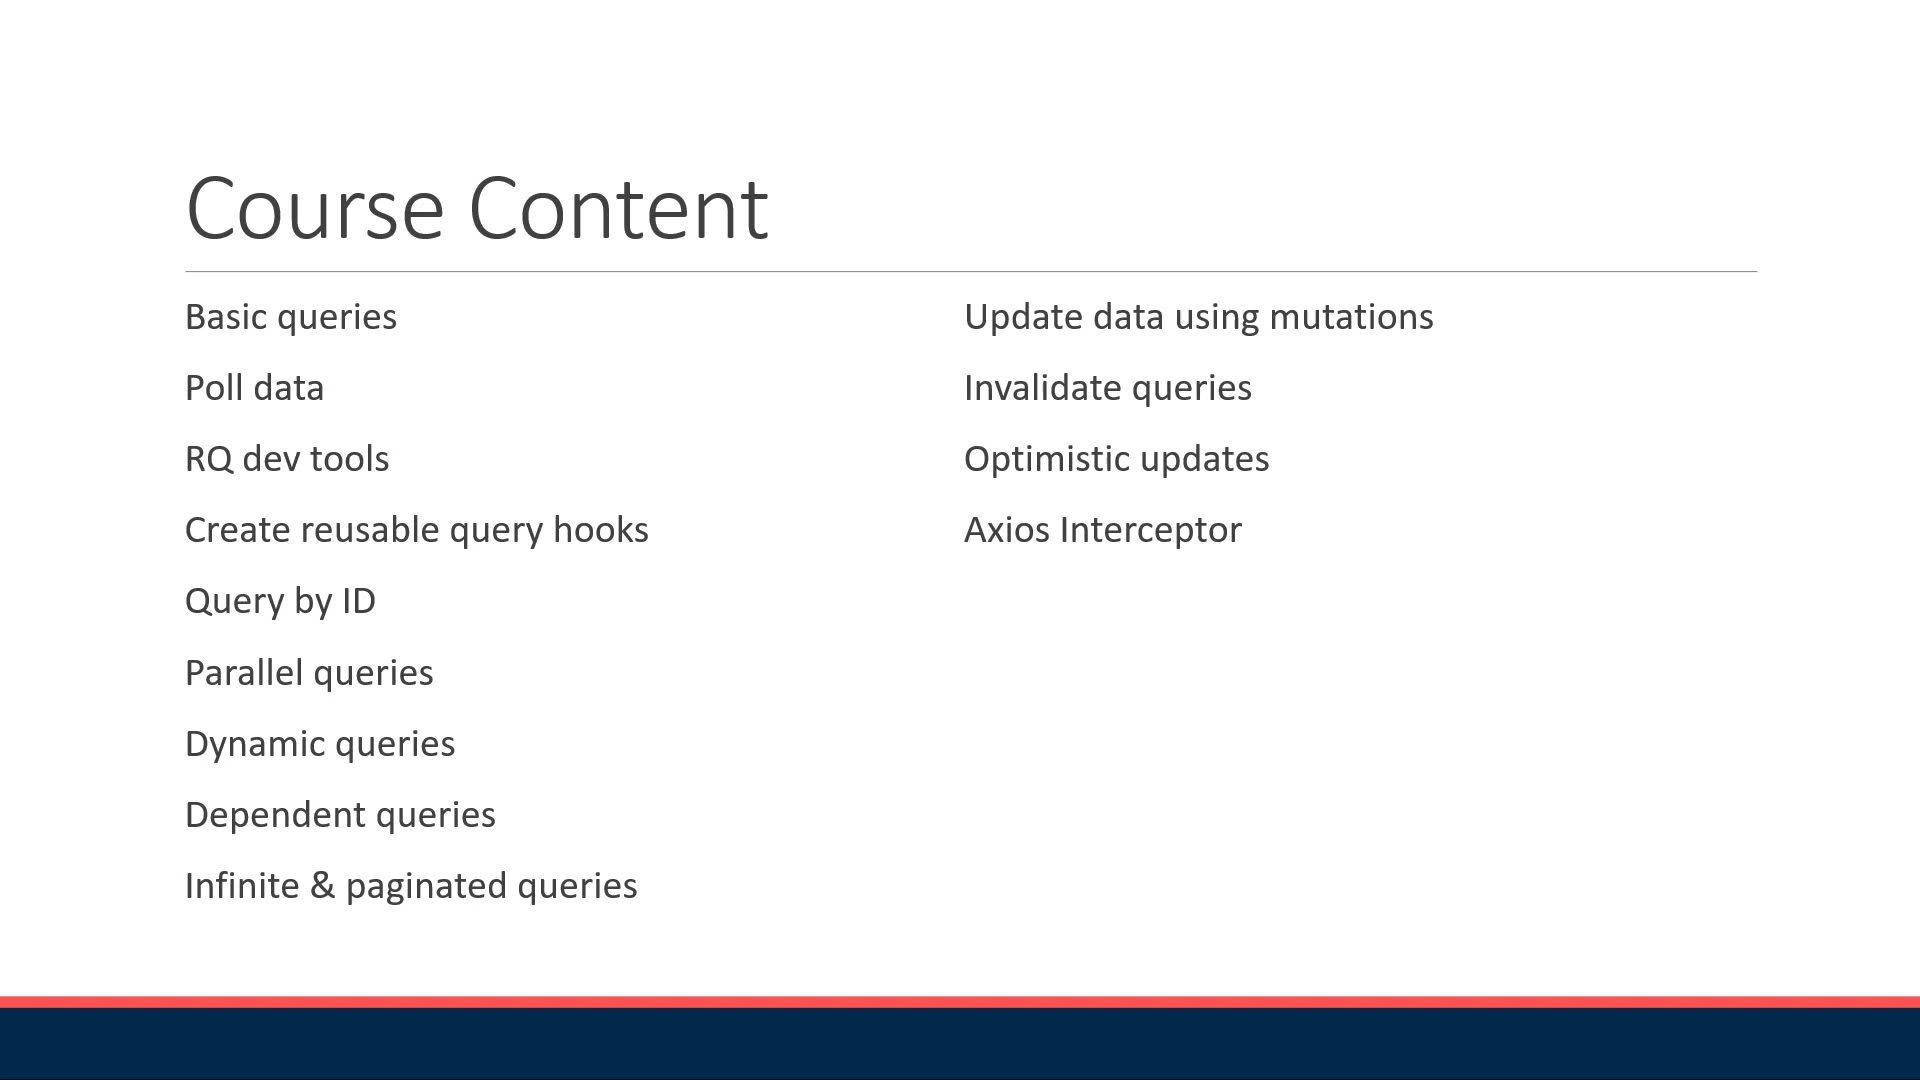 Course Content
Basic queries
Poll data
RQ dev tools
Create reusable query hooks
Query by ID
Parallel queries
Dynamic queries
Dependent queries
Infinite & paginated queries
Update data using mutations
Invalidate queries
Optimistic updates
Axios Interceptor